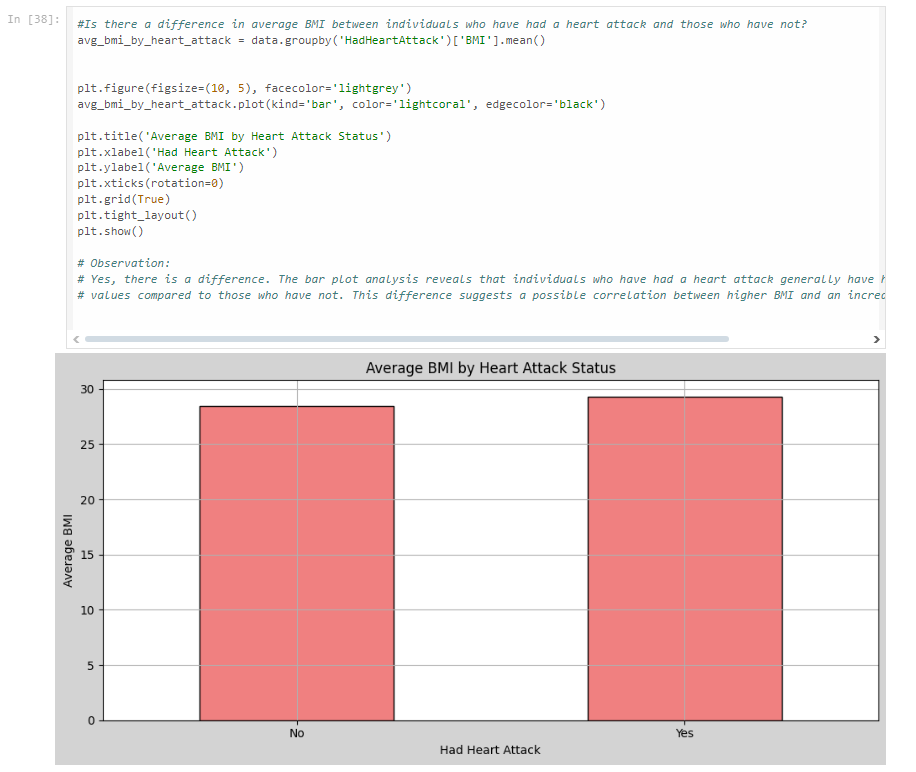 In [38]:
#Is there a difference in average BMI between individuals who have had a heart attack and those who have not?
avg_bmi_by_heart_attack = data.groupby('HadHeartAttack')['BMI'].mean()
plt.figure(figsize=(10, 5), facecolor='lightgrey')
avg_bmi_by_heart_attack.plot(kind='bar', color='lightcoral', edgecolor='black')
plt.title('Average BMI by Heart Attack Status')
plt.xlabel('Had Heart Attack')
plt.ylabel('Average BMI')
plt.xticks(rotation=0)
plt.grid(True)
plt.tight_layout()
plt.show()
# Observation:
# Yes, there is a difference. The bar plot analysis reveals that individuals who have had a heart attack generally have
# values compared to those who have not. This difference suggests a possible correlation between higher BMI and an
Average BMI by Heart Attack Status
30
25
20
15
10
5
0
Average BMI
No
Yes
Had Heart Attack